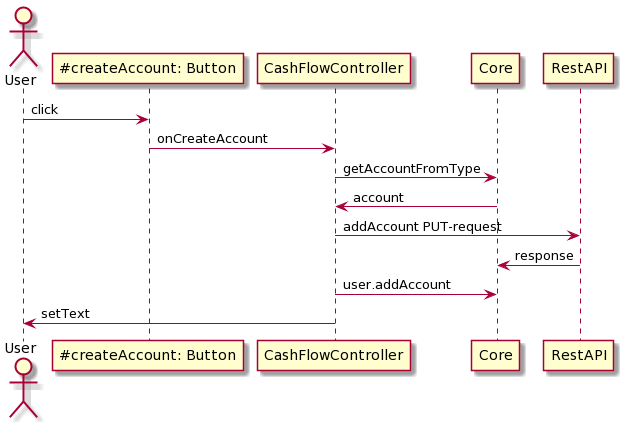 User
#createAccount: Button
CashFlowController
Core
RestAPI
click
onCreateAccount
getAccountFromType
account
addAccount PUT-request
response
user.addAccount
setText
User
#createAccount: Button
CashFlowController
Core
RestAPI